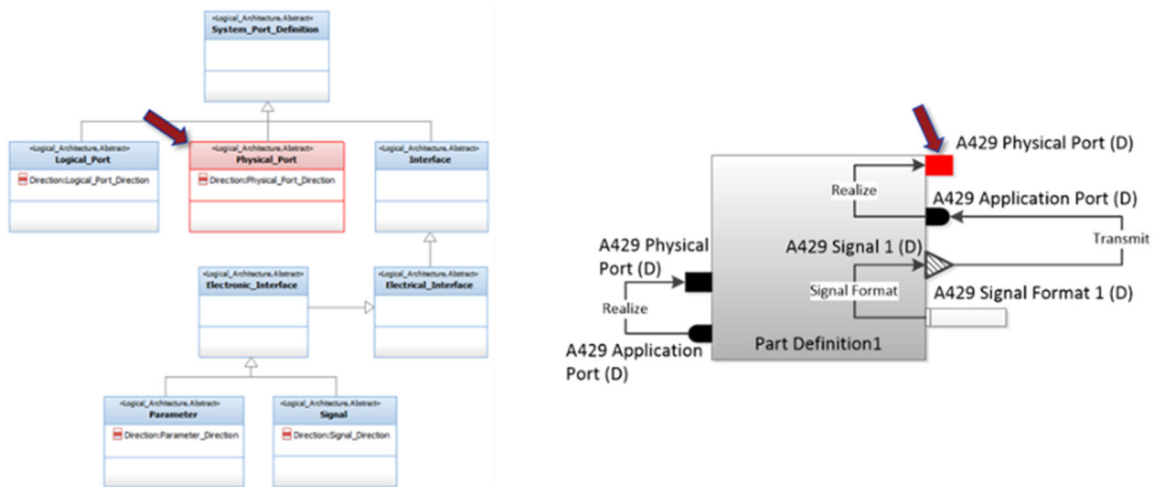 «Logical_Architecture.Abstract»
System_Port_Definition
«Logical_Architecture.Abstract»
Logical_Port
Direction:Logical_Port_Direction
«Logical_Architecture.Abstract»
Physical_Port
Direction:Physical_Port_Direction
«Logical_Architecture.Abstract»
Interface
«Logical_Architecture.Abstract»
Electronic_Interface
«Logical_Architecture.Abstract»
Electrical_Interface
«Logical_Architecture.Abstract»
Parameter
Direction:Parameter_Direction
«Logical_Architecture.Abstract»
Signal
Direction:Signal_Direction
A429 Physical Port (D)
Realize
A429 Application Port (D)
A429 Physical
Port (D)
A429 Signal 1 (D)
Transmit
Signal Format
A429 Signal Format 1 (D)
Realize
Part Definition1
A429 Application
Port (D)